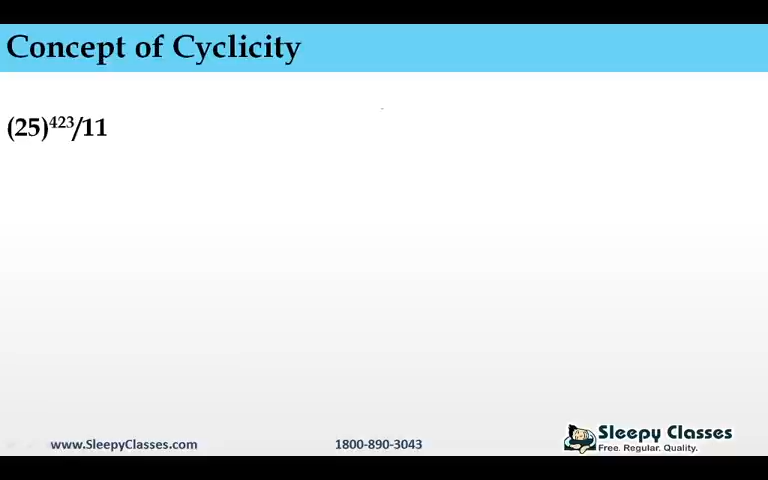 Concept of Cyclicity
(25)⁴²³/11
www.SleepyClasses.com
1800-890-3043
Sleepy Classes
Free. Regular. Quality.